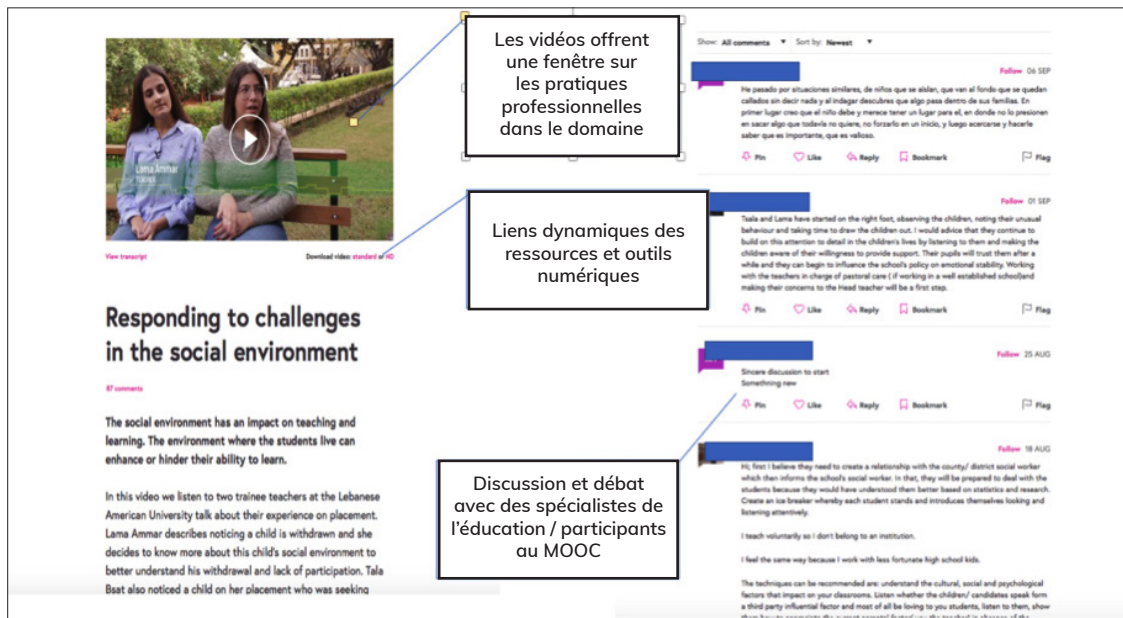 Lama Ammar
TEACHER
View transcript
Download video: standard or HD
Responding to challenges
in the social environment
87 comments
The social environment has an impact on teaching and
learning. The environment where the students live can
enhance or hinder their ability to learn.
In this video we listen to two trainee teachers at the Lebanese
American University talk about their experience on placement.
Lama Ammar describes noticing a child is withdrawn and she
decides to know more about this child's social environment to
better understand his withdrawal and lack of participation. Tala
Bsat also noticed a child on her placement who was seeking
Les vidéos offrent
une fenêtre sur
les pratiques
professionnelles
dans le domaine
Liens dynamiques des
ressources et outils
numériques
Discussion et débat
avec des spécialistes de
l'éducation / participants
au MOOC
Show: All comments Sort by: Newest
Follow 06 SEP
He pasado por situaciones similares, de niños que se aislan, que van al fondo que se quedan
callados sin decir nada y al indagar descubres que algo pasa dentro de sus familias. En
primer lugar creo que el niño debe y merece tener un lugar para el, en donde no lo presionen
en sacar algo que todavía no quiere, no forzarlo en un inicio, y luego acercarse y hacerle
saber que es importante, que es valioso.
Pin Like Reply Bookmark Flag
Follow 01 SEP
Tsala and Lama have started on the right foot, observing the children, noting their unusual
behaviour and taking time to draw the children out. I would advice that they continue to
build on this attention to detail in the children's lives by listening to them and making the
children aware of their willingness to provide support. Their pupils will trust them after a
while and they can begin to influence the school's policy on emotional stability. Working
with the teachers in charge of pastoral care ( if working in a well established school)and
making their concerns to the Head teacher will be a first step.
Pin Like Reply Bookmark Flag
Follow 25 AUG
Sincere discussion to start
Somethning new
Pin Like Reply Bookmark Flag
Follow 18 AUG
Hi; first I believe they need to create a relationship with the county/ district social worker
which then informs the school's social worker. In that, they will be prepared to deal with the
students because they would have understood them better based on statistics and research.
Create an ice breaker whereby each student stands and introduces themselves looking and
listening attentively.
I teach voluntarily so I don't belong to an institution.
I feel the same way because I work with less fortunate high school kids.
The techniques can be recommended are: understand the cultural, social and psychological
factors that impact on your classrooms. Listen whether the children/ candidates speak form
a third party influential factor and most of all be loving to you students, listen to them, show